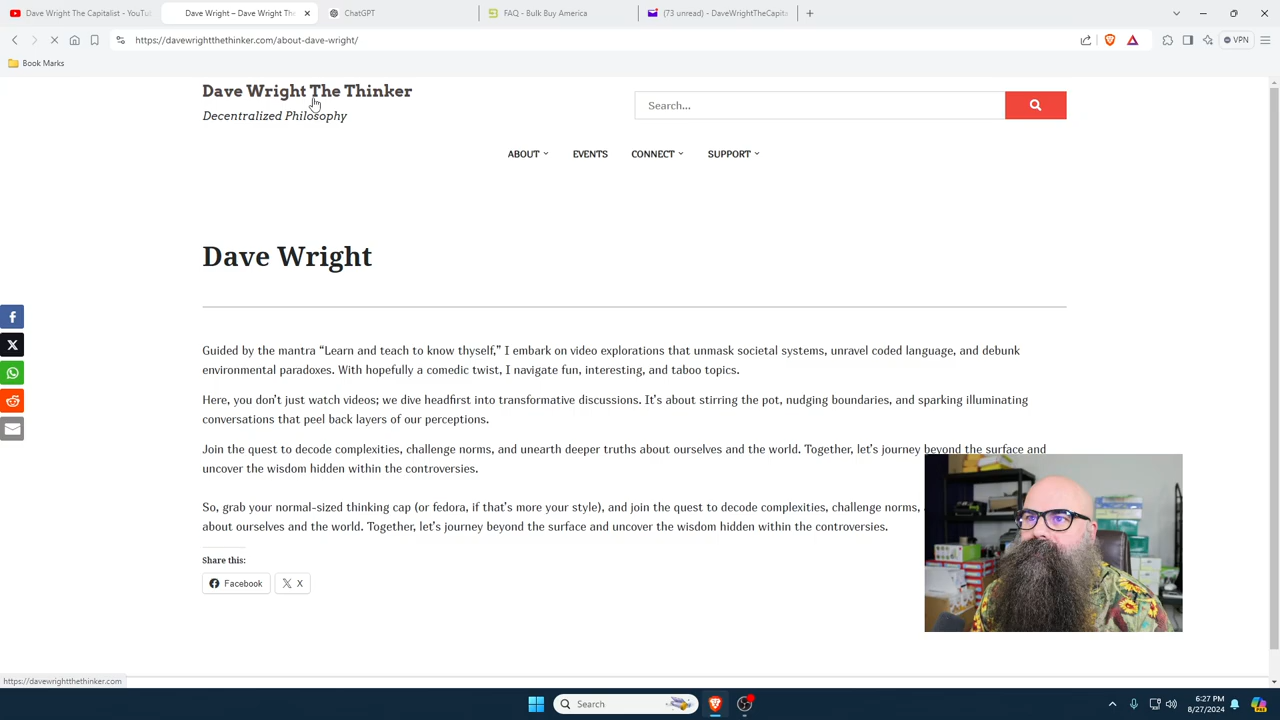 Dave Wright The Capitalist - YouTu
Dave Wright – Dave Wright The
ChatGPT
FAQ - Bulk Buy America
(73 unread) - DaveWrightTheCapita
https://davewrightthethinker.com/about-dave-wright/
VPN
Book Marks
Dave Wright The Thinker
Decentralized Philosophy
Search...
ABOUT
EVENTS
CONNECT
SUPPORT
Dave Wright
Guided by the mantra “Learn and teach to know thyself,” I embark on video explorations that unmask societal systems, unravel coded language, and debunk
environmental paradoxes. With hopefully a comedic twist, I navigate fun, interesting, and taboo topics.
Here, you don’t just watch videos; we dive headfirst into transformative discussions. It’s about stirring the pot, nudging boundaries, and sparking illuminating
conversations that peel back layers of our perceptions.
Join the quest to decode complexities, challenge norms, and unearth deeper truths about ourselves and the world. Together, let’s journey beyond the surface and
uncover the wisdom hidden within the controversies.
So, grab your normal-sized thinking cap (or fedora, if that’s more your style), and join the quest to decode complexities, challenge norms,
about ourselves and the world. Together, let’s journey beyond the surface and uncover the wisdom hidden within the controversies.
Share this:
Facebook
X
https://davewrightthethinker.com
Search
6:27 PM
8/27/2024